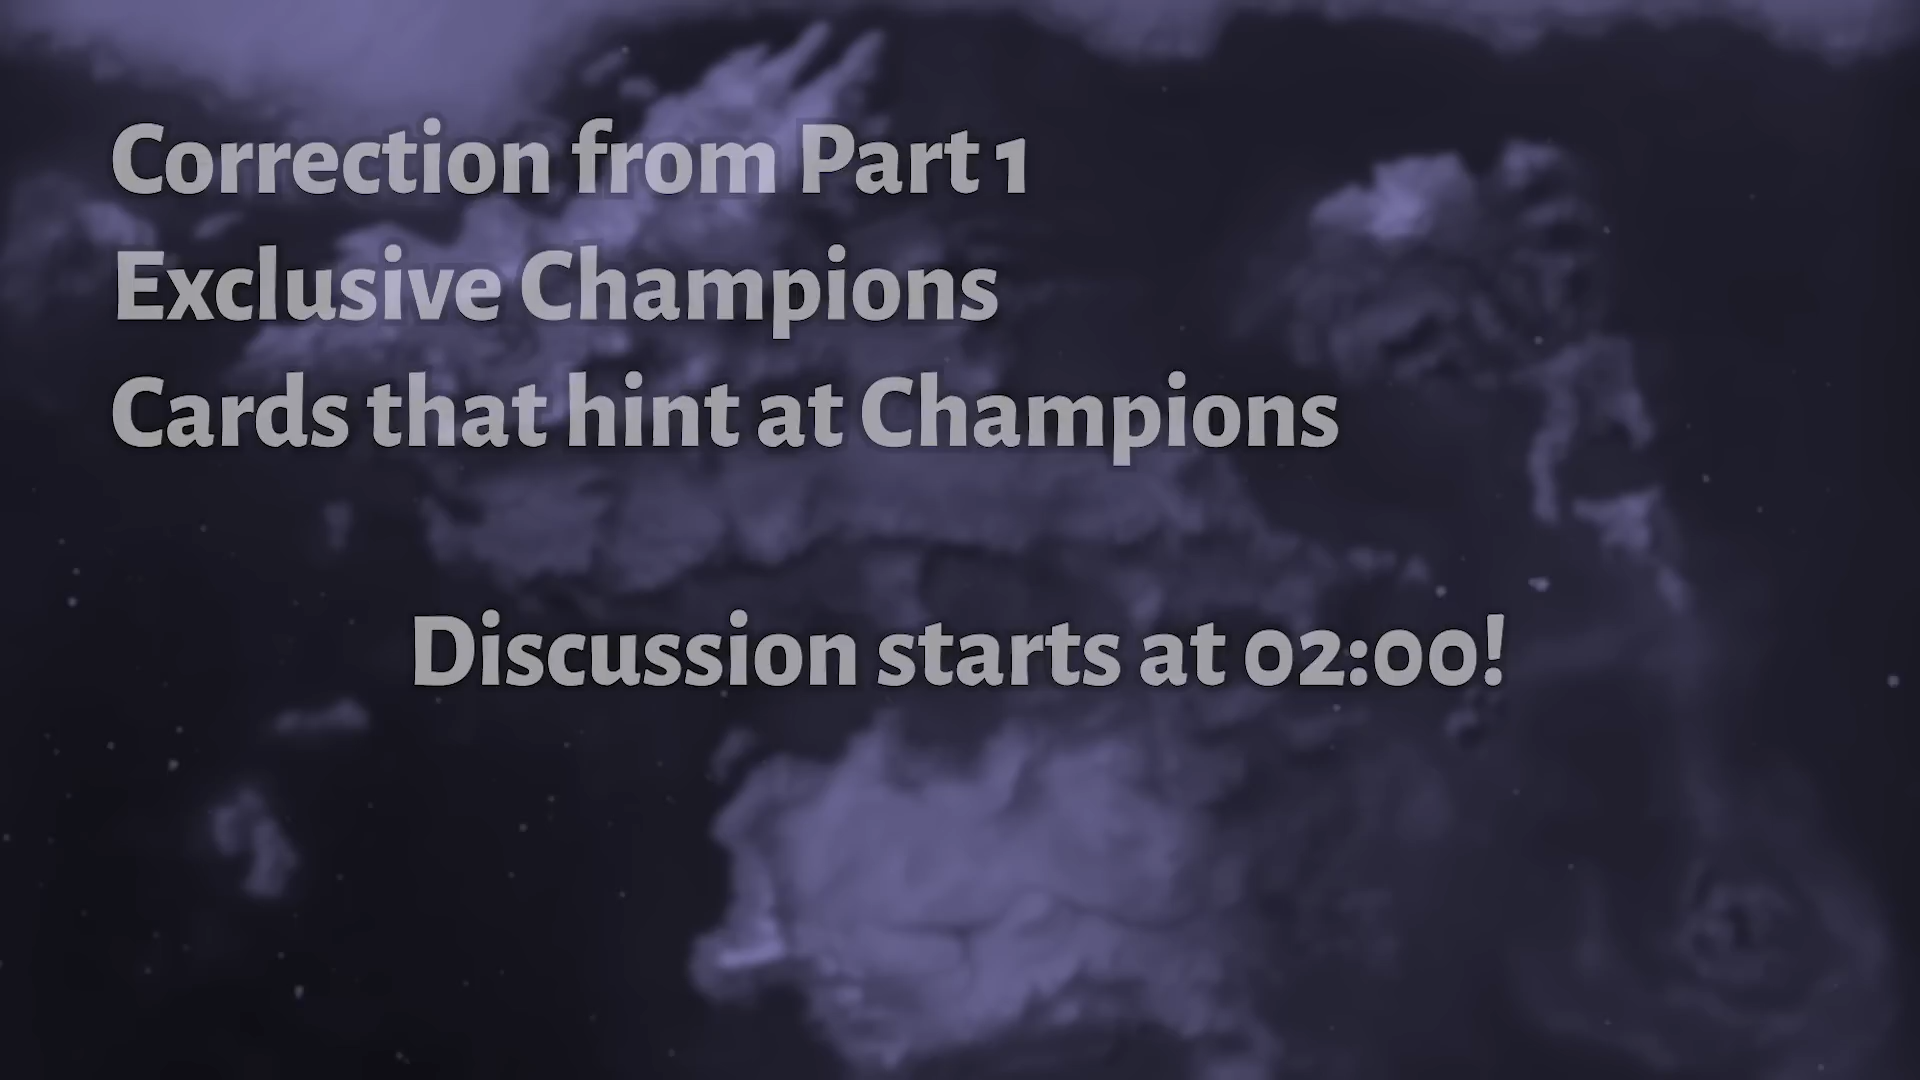 Correction from Part 1
Exclusive Champions
Cards that hint at Champions
Discussion starts at 02:00!